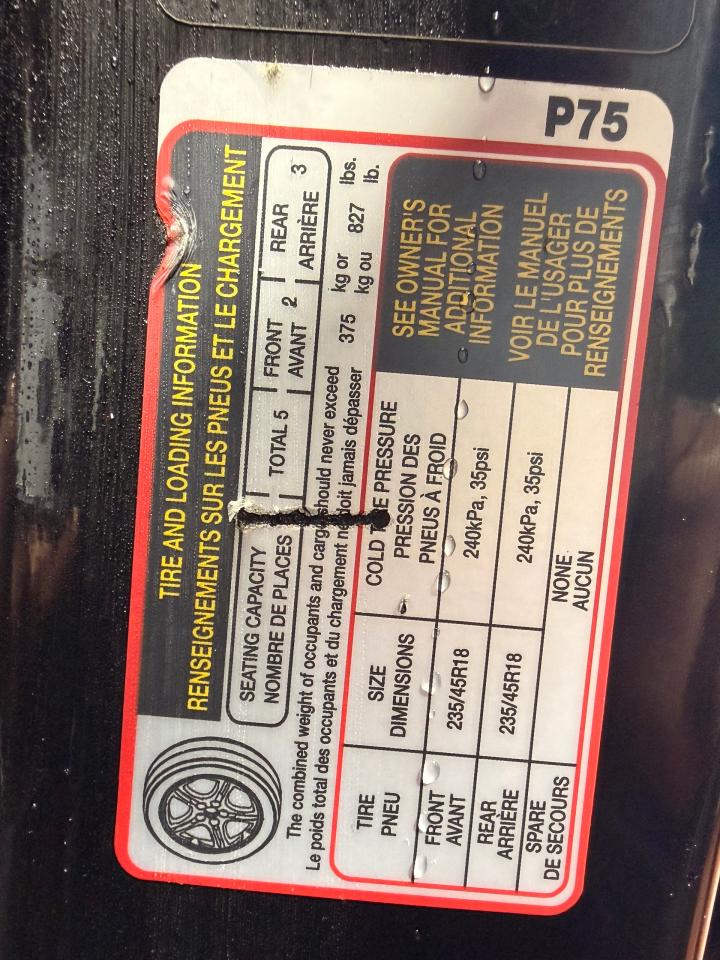 P75
TIRE AND LOADING INFORMATION
RENSEIGNEMENTS SUR LES PNEUS ET LE CHARGEMENT
SEATING CAPACITY
NOMBRE DE PLACES
TOTAL 5
FRONT
AVANT 2
REAR
ARRIÈRE 3
The combined weight of occupants and cargo should never exceed 375 kg or 827 lbs.
Le poids total des occupants et du chargement ne doit jamais dépasser kg ou lb.
TIRE
PNEU
SIZE
DIMENSIONS
COLD TIRE PRESSURE
PRESSION DES
PNEUS À FROID
FRONT
AVANT
235/45R18
240kPa, 35psi
REAR
ARRIÈRE
235/45R18
240kPa, 35psi
SPARE
DE SECOURS
NONE
AUCUN
SEE OWNER'S
MANUAL FOR
ADDITIONAL
INFORMATION
VOIR LE MANUEL
DE L'USAGER
POUR PLUS DE
RENSEIGNEMENTS